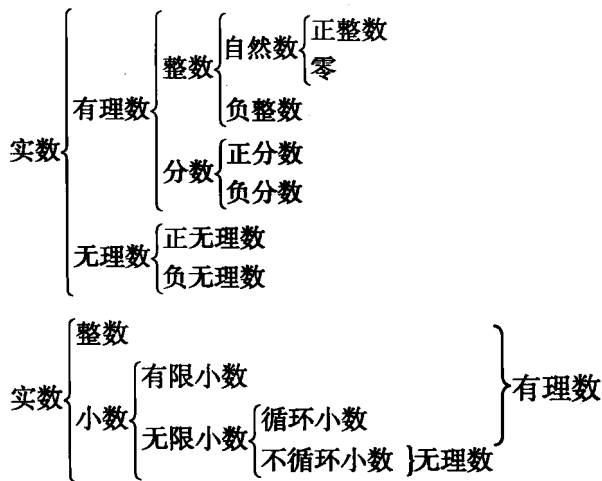 自然数 正整数
整数 零
有理数 负整数
实数 分数 正分数
负分数
无理数 正无理数
负无理数
整数
实数 小数 有限小数 有理数
无限小数 循环小数
不循环小数 无理数